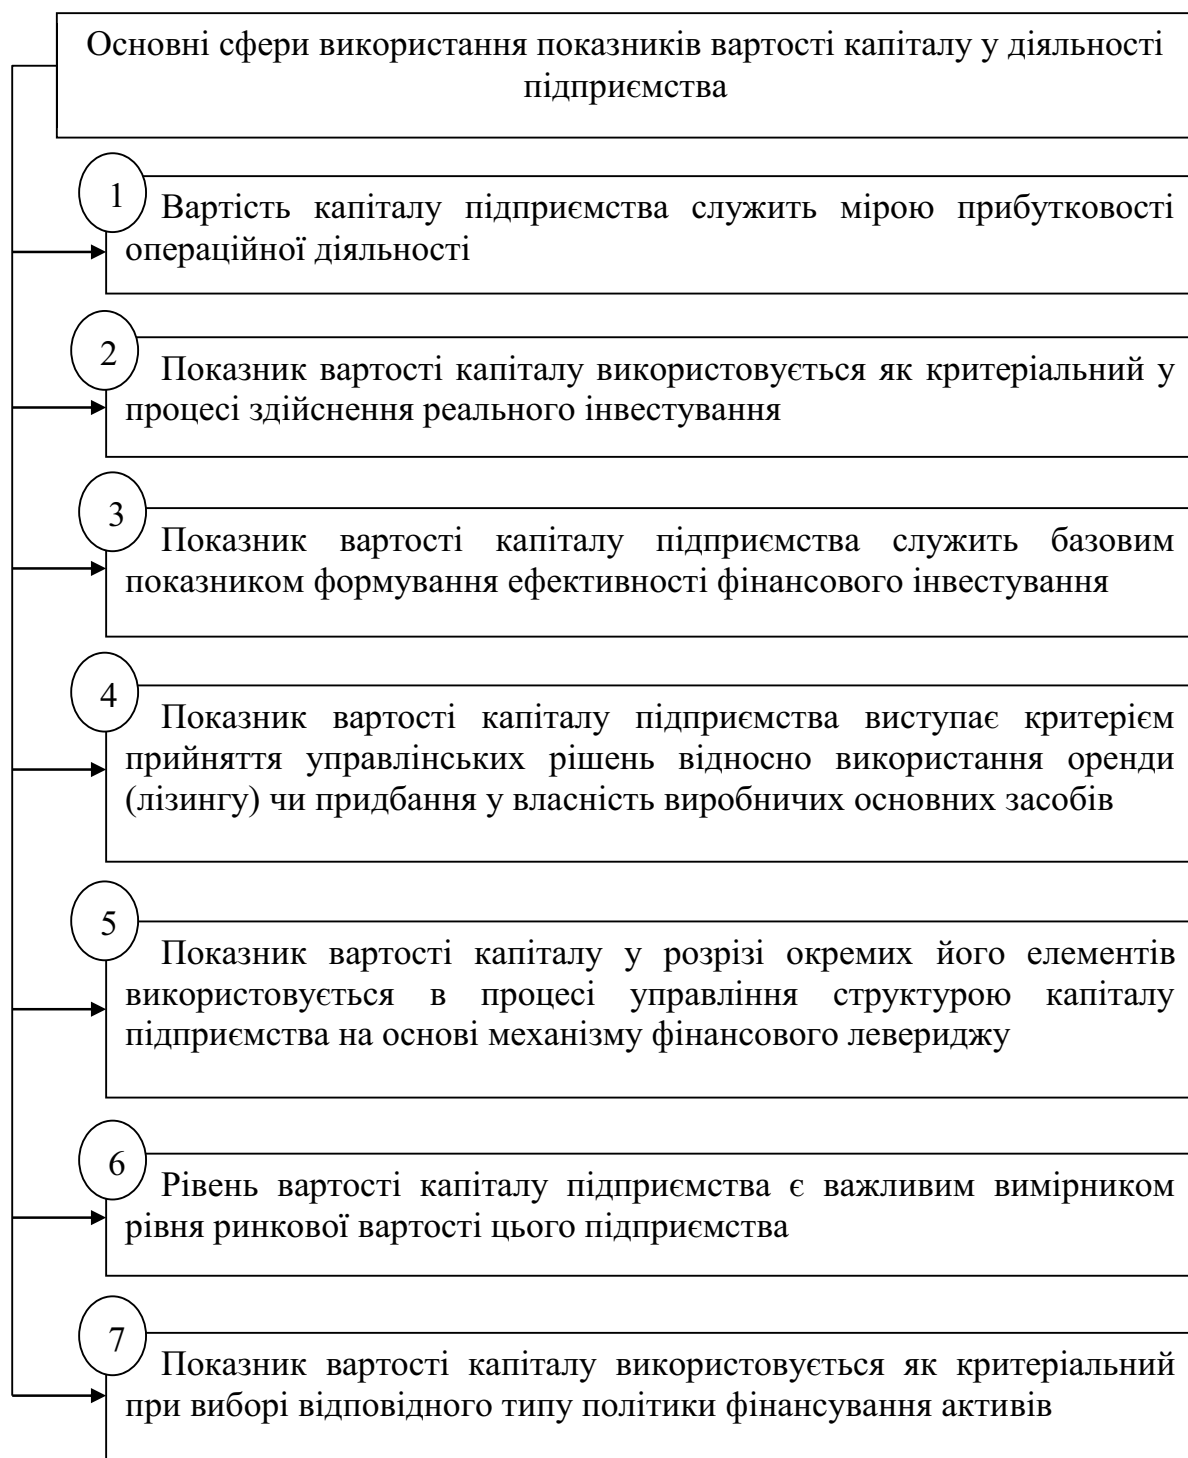 Основні сфери використання показників вартості капіталу у діяльності
підприємства
1
Вартість капіталу підприємства служить мірою прибутковості
операційної діяльності
2
Показник вартості капіталу використовується як критеріальний у
процесі здійснення реального інвестування
3
Показник вартості капіталу підприємства служить базовим
показником формування ефективності фінансового інвестування
4
Показник вартості капіталу підприємства виступає критерієм
прийняття управлінських рішень відносно використання оренди
(лізингу) чи придбання у власність виробничих основних засобів
5
Показник вартості капіталу у розрізі окремих його елементів
використовується в процесі управління структурою капіталу
підприємства на основі механізму фінансового левериджу
6
Рівень вартості капіталу підприємства є важливим вимірником
рівня ринкової вартості цього підприємства
7
Показник вартості капіталу використовується як критеріальний
при виборі відповідного типу політики фінансування активів